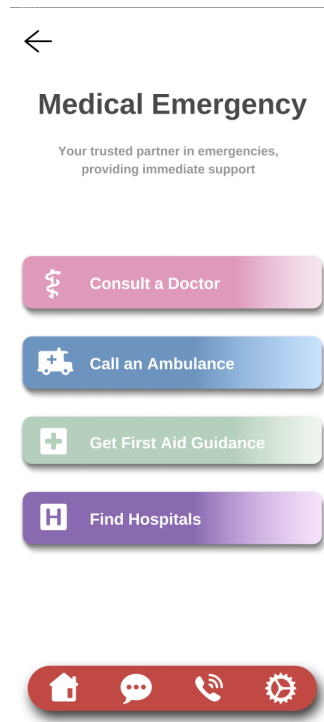 Medical Emergency
Your trusted partner in emergencies,
providing immediate support
Consult a Doctor
Call an Ambulance
Get First Aid Guidance
H Find Hospitals